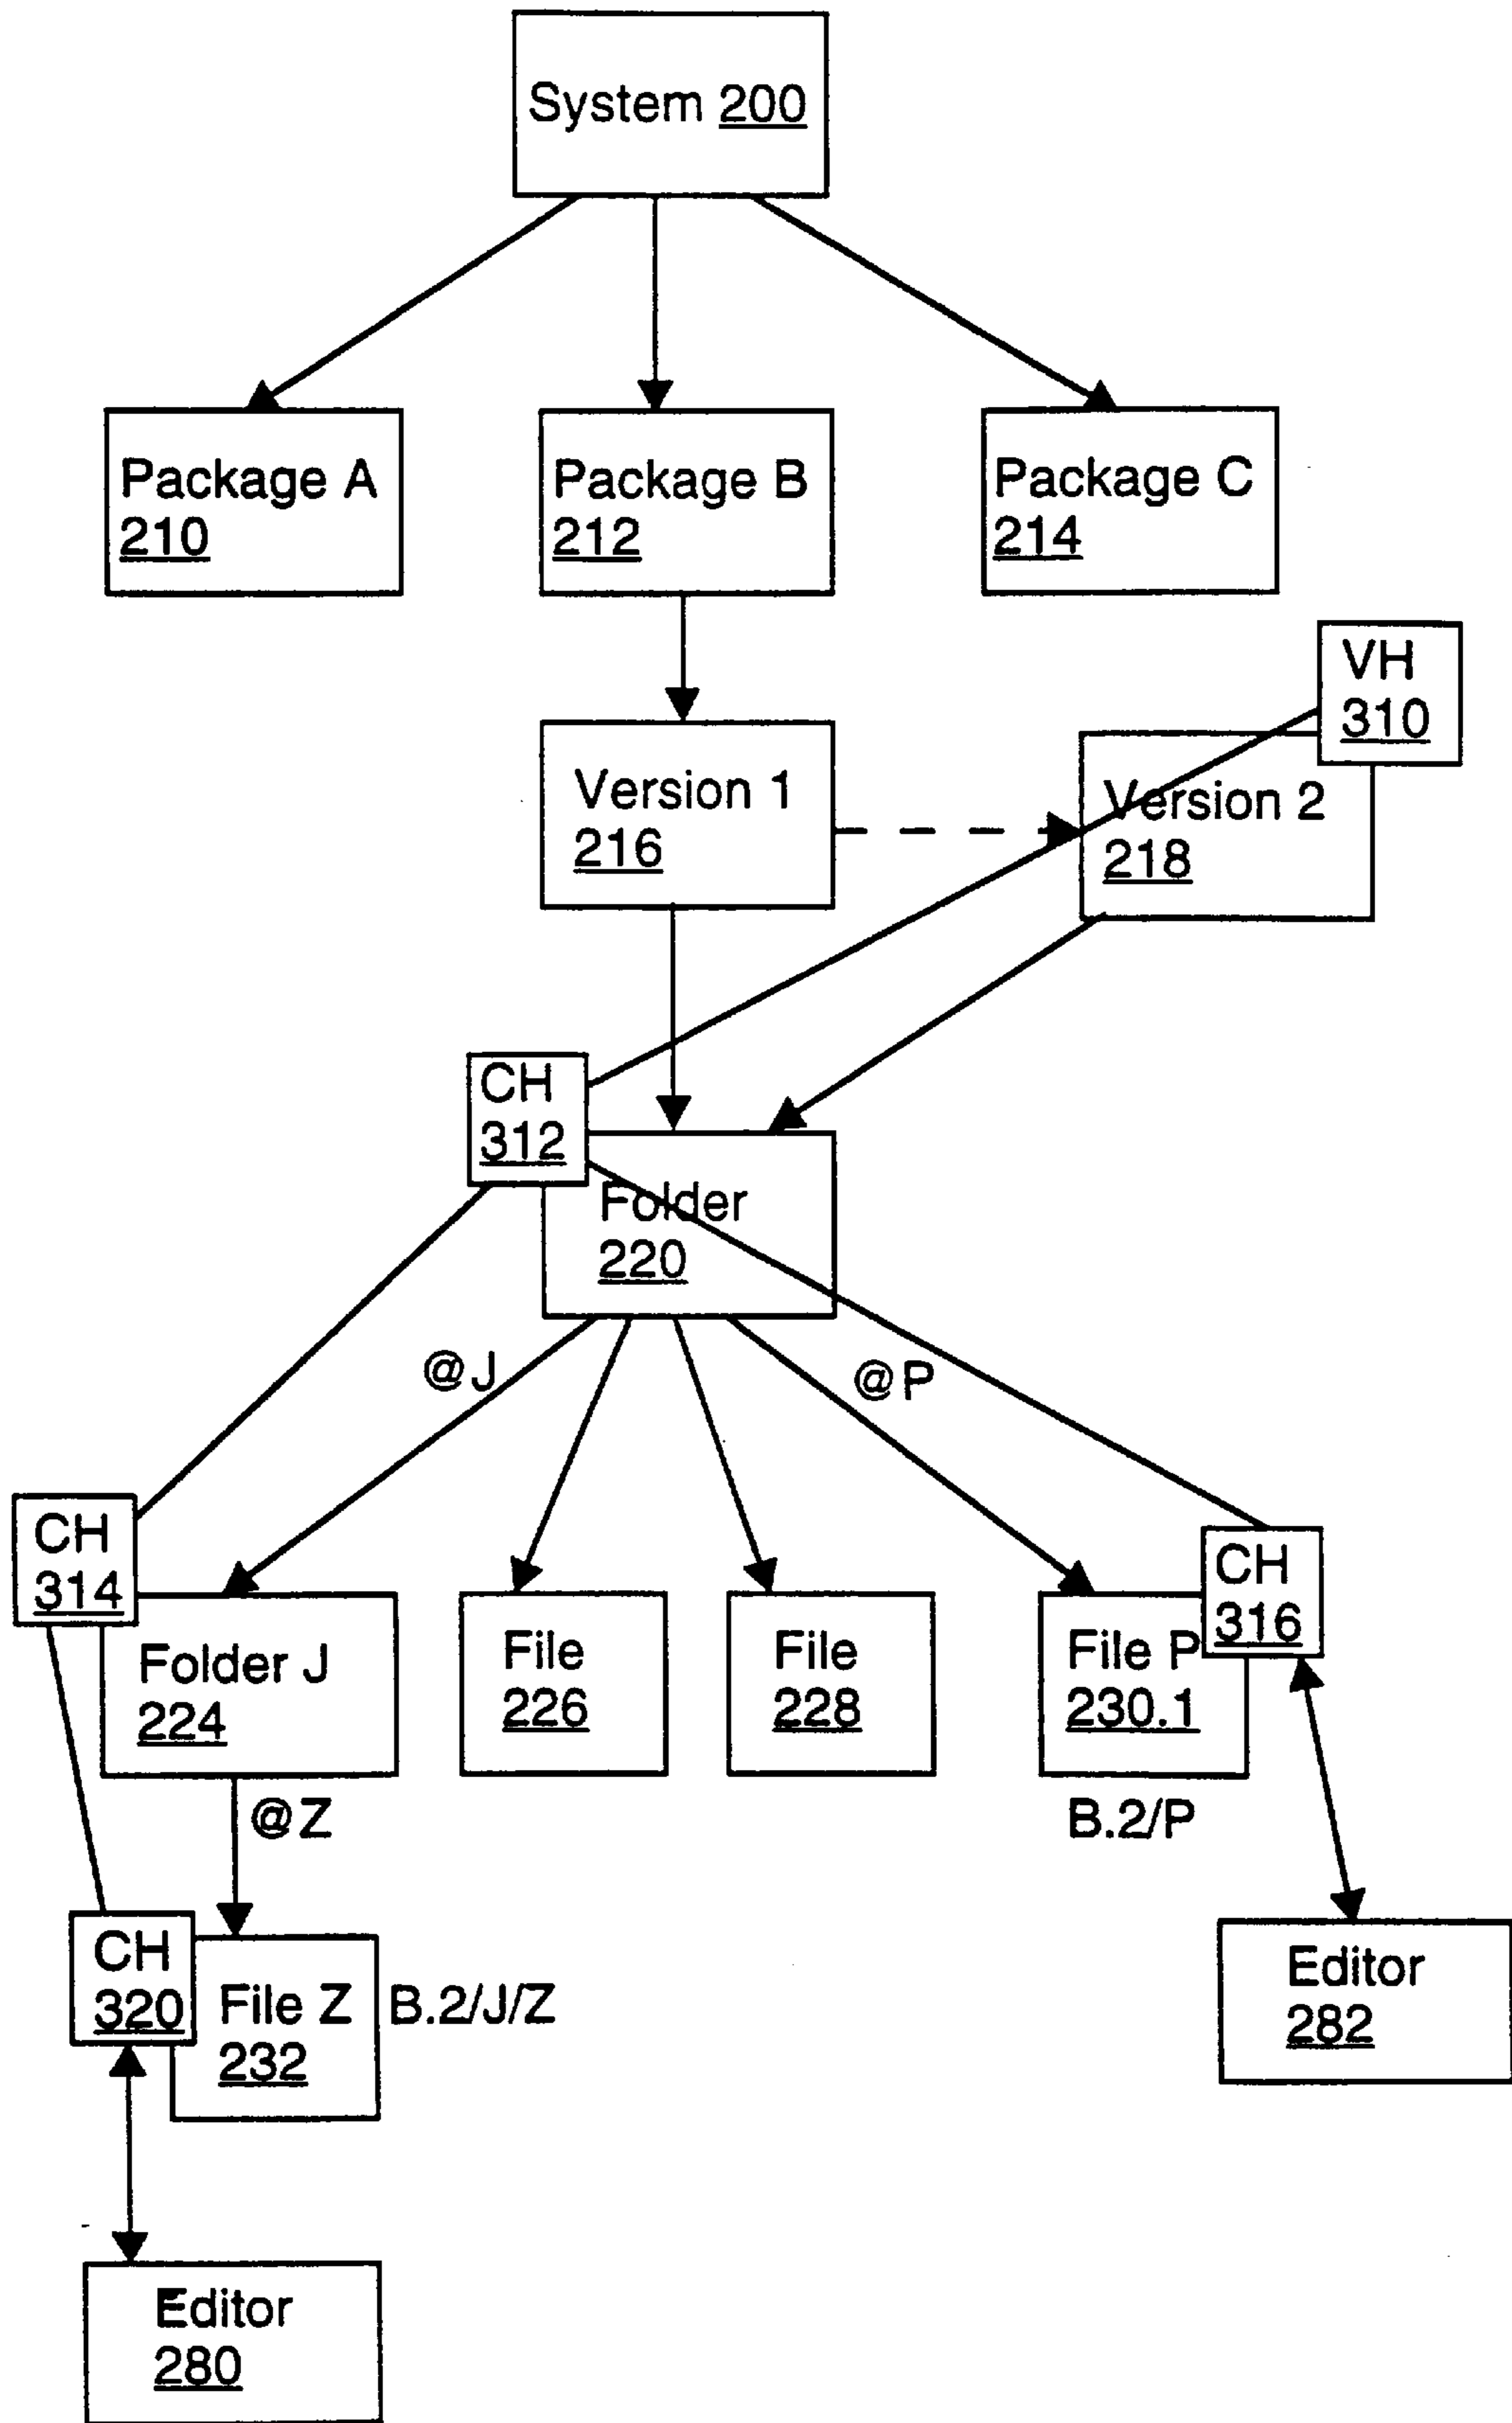 System 200
Package A
210
Package B
212
Package C
214
VH
310
Version 1
216
Version 2
218
CH
312
Folder
220
@J
@P
CH
314
CH
316
Folder J
224
File
226
File
228
File P
230.1
@Z
B.2/P
CH
320
File Z
232
B.2/J/Z
Editor
282
Editor
280